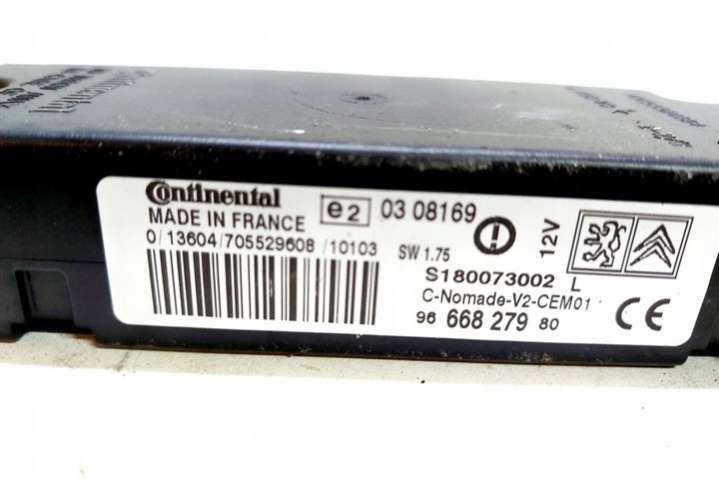 Continental
Continental
MADE IN FRANCE
0/13604/705529608/10103
e2 03 08169
SW 1.75
12V
S180073002 L
C-Nomade-V2-CEM01
96 668 279 80
CE